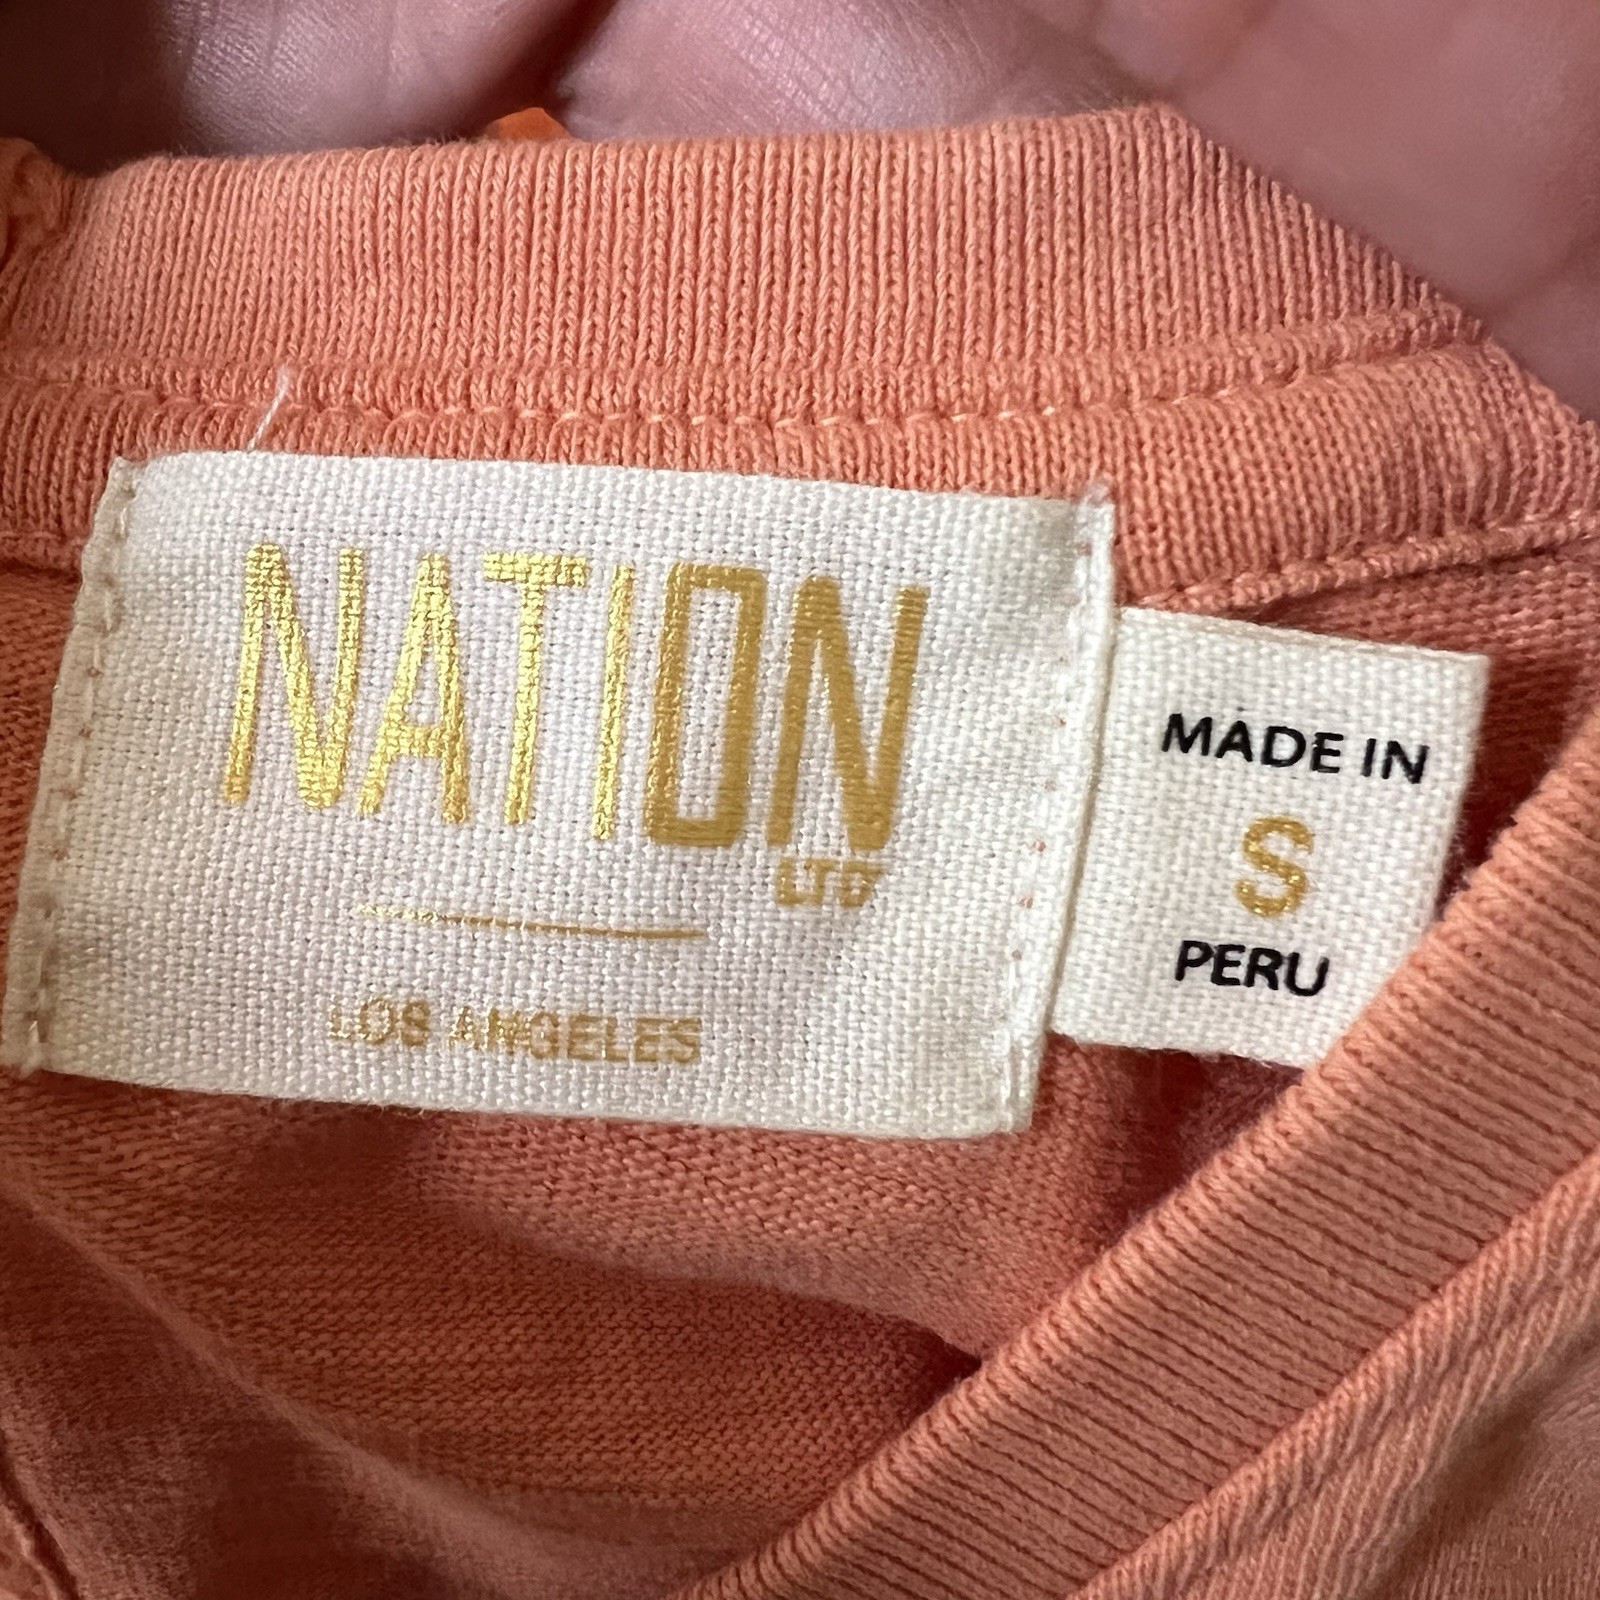 NATION
LTD
LOS ANGELES
MADE IN
S
PERU